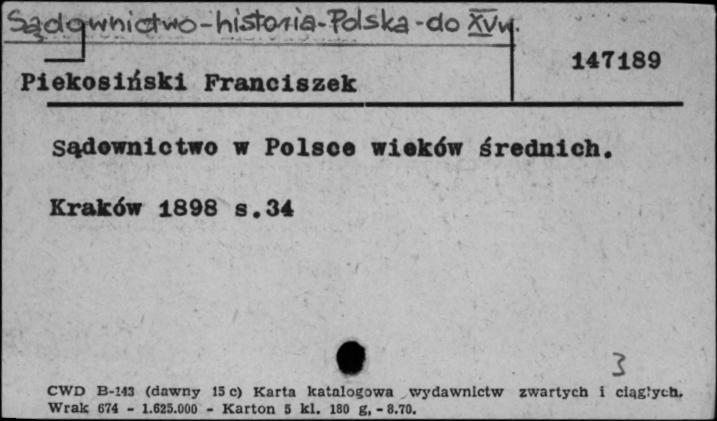 Sądownictwo-historia-Polska-do XV w.
147189
Piekosiński Franciszek
Sądownictwo w Polsce wieków średnich.
Kraków 1898 s.34
3
CWD B-143 (dawny 15 c) Karta katalogowa wydawnictw zwartych i ciągłych.
Wrak 674 - 1.625.000 - Karton 5 kl. 180 g, - 8.70.